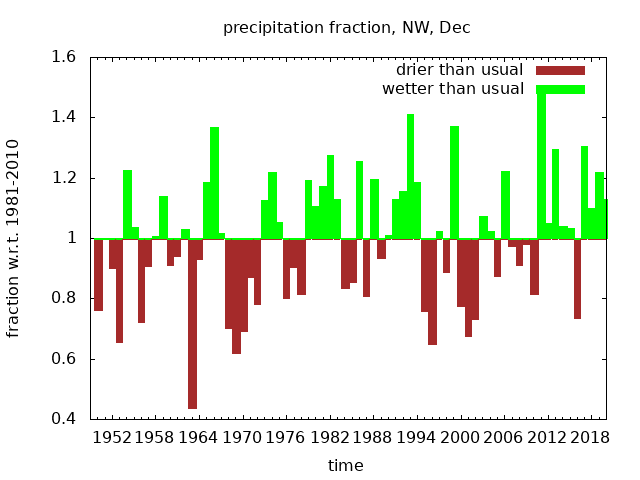 precipitation fraction, NW, Dec
drier than usual
wetter than usual
fraction w.r.t. 1981-2010
1.6
1.4
1.2
1
0.8
0.6
0.4
1952 1958 1964 1970 1976 1982 1988 1994 2000 2006 2012 2018
time